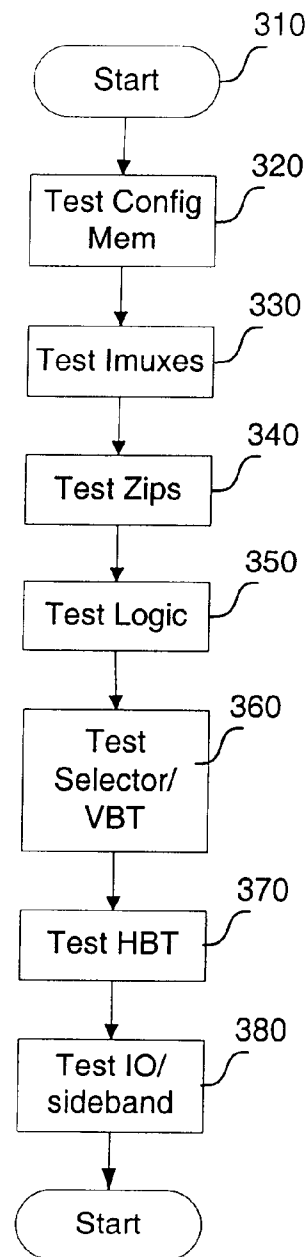 310
Start
320
Test Config
Mem
330
Test Imuxes
340
Test Zips
350
Test Logic
360
Test
Selector/
VBT
370
Test HBT
380
Test IO/
sideband
Start